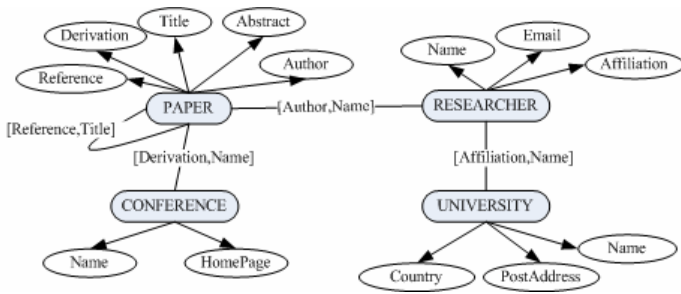 Title
Derivation
Abstract
Email
Name
Reference
Author
Affiliation
PAPER
[Author,Name]
RESEARCHER
[Reference,Title]
[Derivation,Name]
[Affiliation,Name]
CONFERENCE
UNIVERSITY
Name
HomePage
Name
Country
PostAddress